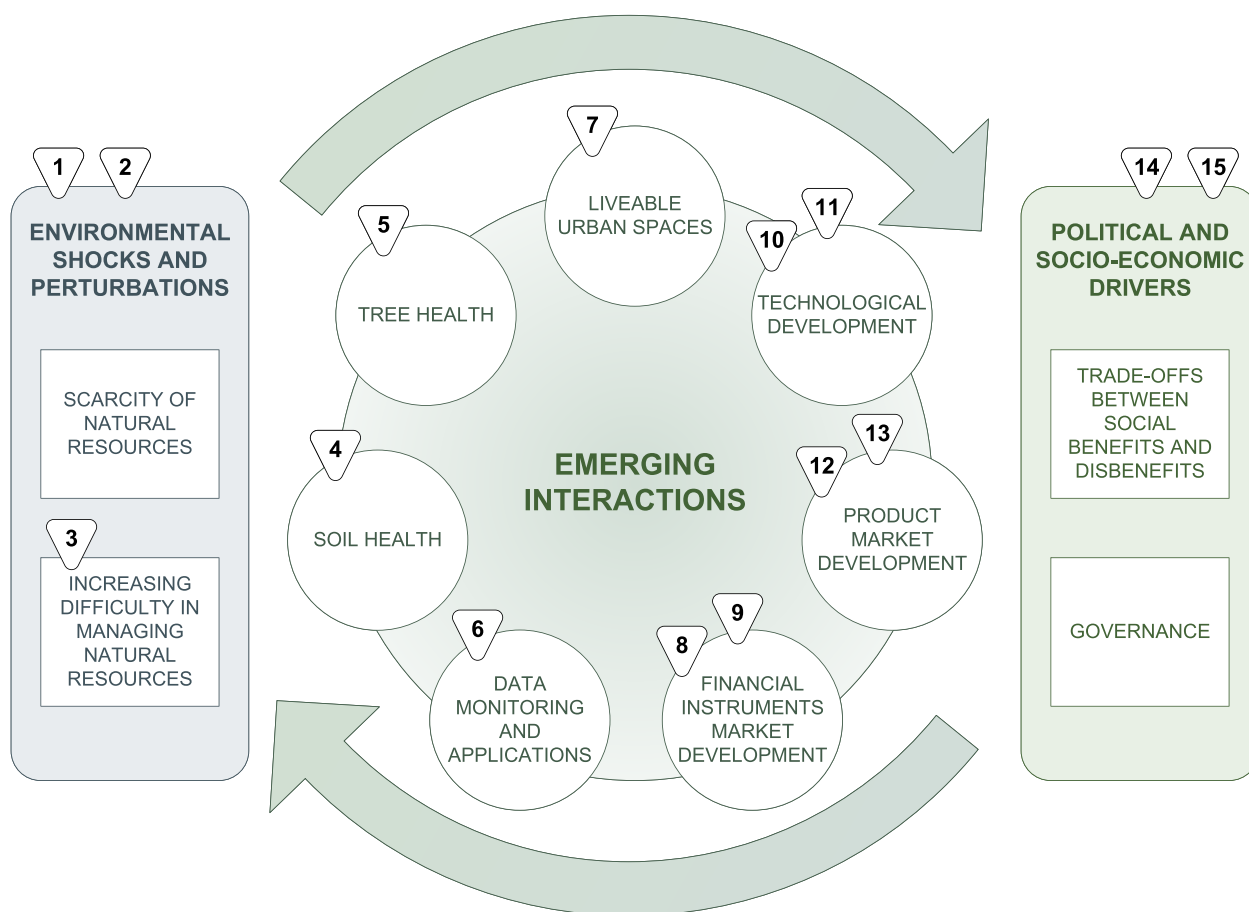 1
2
ENVIRONMENTAL
SHOCKS AND
PERTURBATIONS
SCARCITY OF
NATURAL
RESOURCES
3
INCREASING
DIFFICULTY IN
MANAGING
NATURAL
RESOURCES
7
LIVEABLE
URBAN SPACES
5
TREE HEALTH
10
11
TECHNOLOGICAL
DEVELOPMENT
4
SOIL HEALTH
EMERGING
INTERACTIONS
12
13
PRODUCT
MARKET
DEVELOPMENT
6
DATA
MONITORING
AND
APPLICATIONS
8
9
FINANCIAL
INSTRUMENTS
MARKET
DEVELOPMENT
14
15
POLITICAL AND
SOCIO-ECONOMIC
DRIVERS
TRADE-OFFS
BETWEEN
SOCIAL
BENEFITS AND
DISBENEFITS
GOVERNANCE